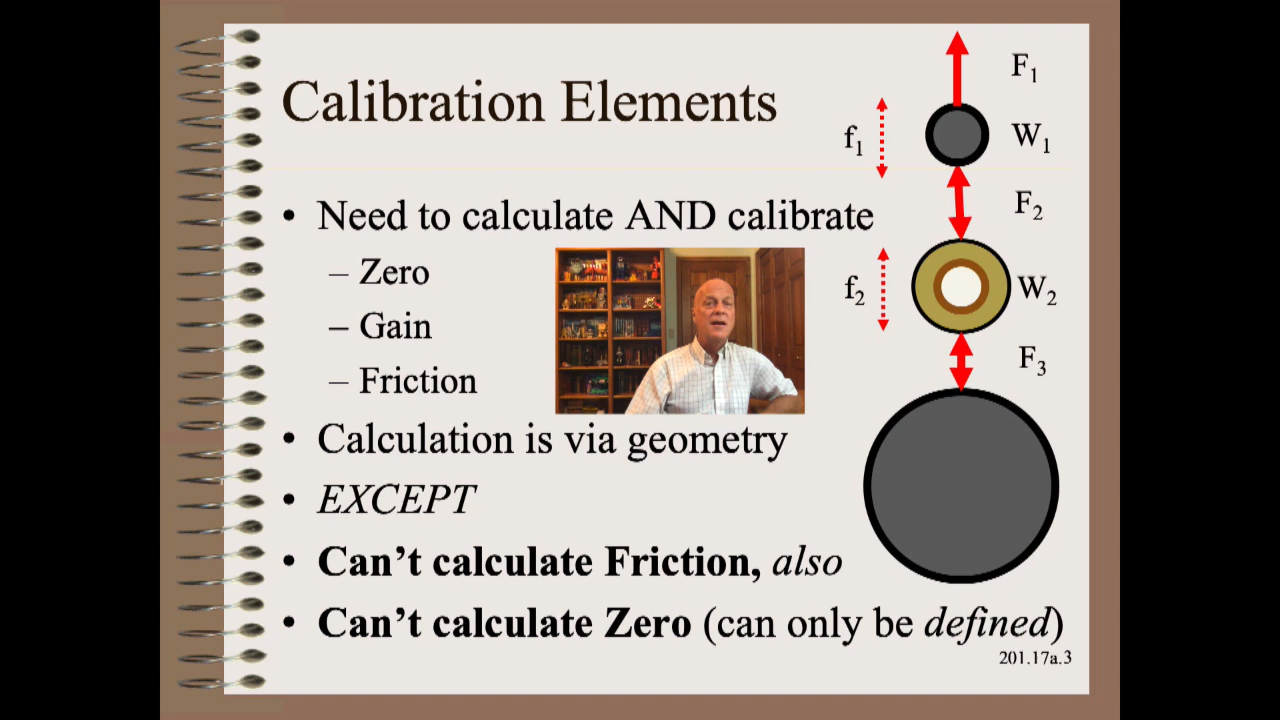 Calibration Elements
• Need to calculate AND calibrate
– Zero
– Gain
– Friction
• Calculation is via geometry
• EXCEPT
• Can’t calculate Friction, also
• Can’t calculate Zero (can only be defined)
F₁
f₁
W₁
F₂
f₂
W₂
F₃
201.17a.3